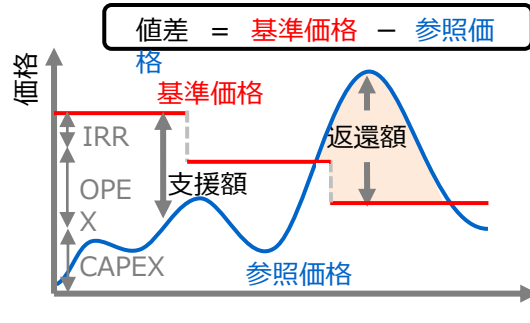 値差 = 基準価格 － 参照価
格
価格
基準価格
IRR
返還額
OPE
支援額
X
CAPEX
参照価格